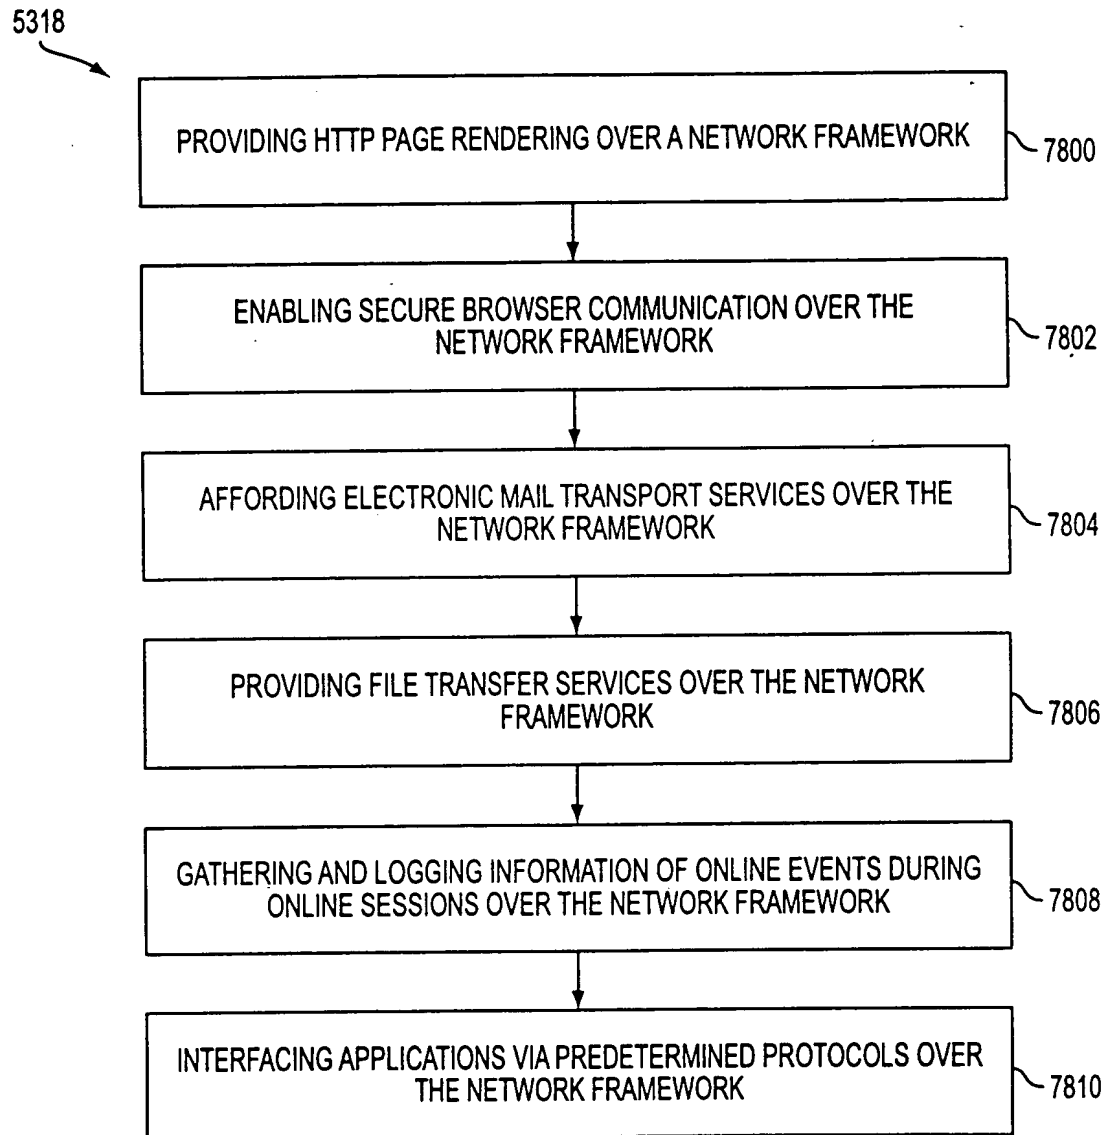 5318
PROVIDING HTTP PAGE RENDERING OVER A NETWORK FRAMEWORK
7800
ENABLING SECURE BROWSER COMMUNICATION OVER THE
NETWORK FRAMEWORK
7802
AFFORDING ELECTRONIC MAIL TRANSPORT SERVICES OVER THE
NETWORK FRAMEWORK
7804
PROVIDING FILE TRANSFER SERVICES OVER THE NETWORK
FRAMEWORK
7806
GATHERING AND LOGGING INFORMATION OF ONLINE EVENTS DURING
ONLINE SESSIONS OVER THE NETWORK FRAMEWORK
7808
INTERFACING APPLICATIONS VIA PREDETERMINED PROTOCOLS OVER
THE NETWORK FRAMEWORK
7810